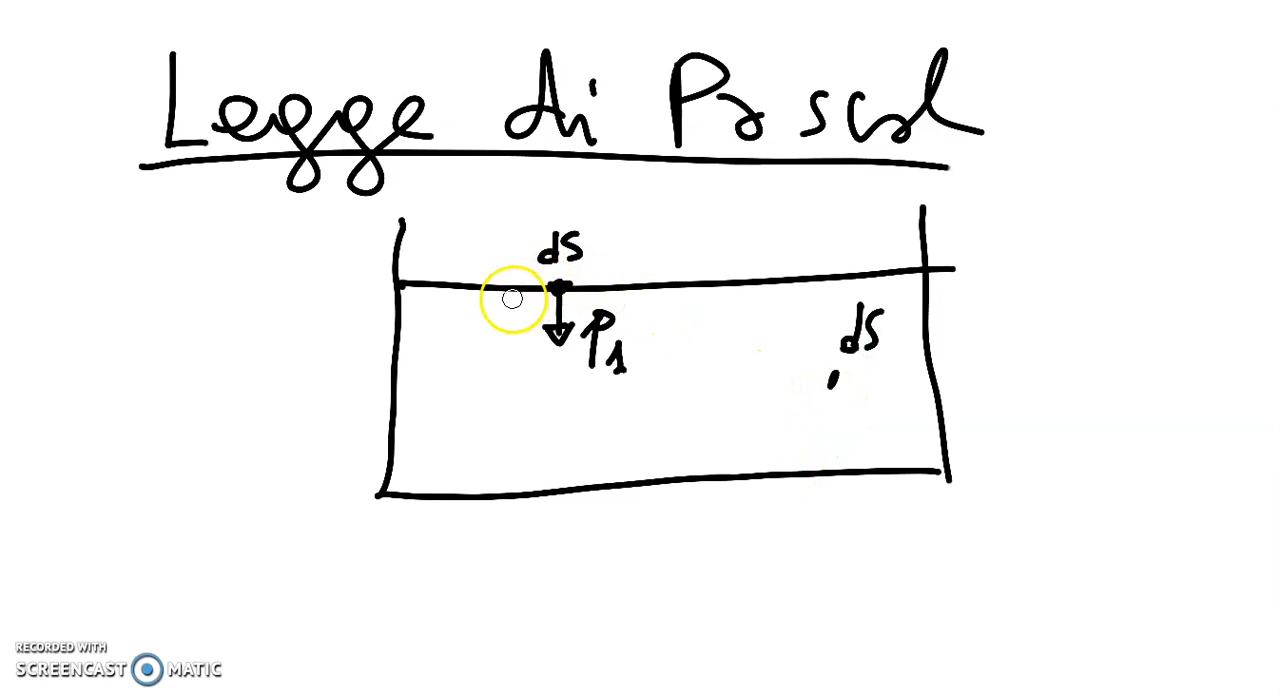 Legge di Pascal
dS
P1
dS
RECORDED WITH
SCREENCAST MATIC